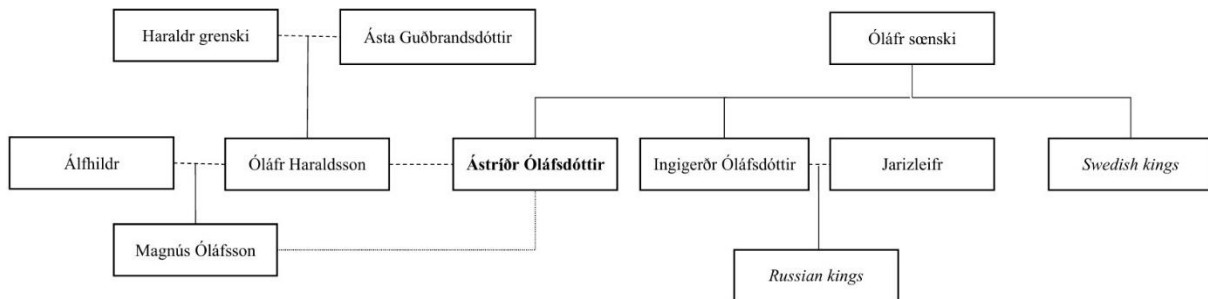 Haraldr grenski
Ásta Guðbrandsdóttir
Óláfr sœnski
Álfhildr
Óláfr Haraldsson
Ástríðr Óláfsdóttir
Ingigerðr Óláfsdóttir
Jarizleifr
Swedish kings
Magnús Óláfsson
Russian kings